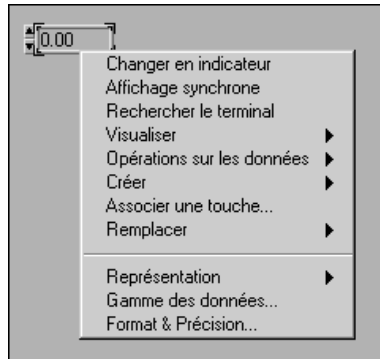 0.00
Changer en indicateur
Affichage synchrone
Rechercher le terminal
Visualiser
Opérations sur les données
Créer
Associer une touche...
Remplacer
Représentation
Gamme des données...
Format & Précision...